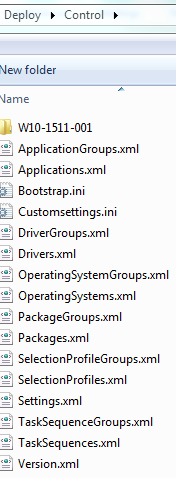 Deploy Control
New folder
Name
W10-1511-001
ApplicationGroups.xml
Applications.xml
Bootstrap.ini
Customsettings.ini
DriverGroups.xml
Drivers.xml
OperatingSystemGroups.xml
OperatingSystems.xml
PackageGroups.xml
Packages.xml
SelectionProfileGroups.xml
SelectionProfiles.xml
Settings.xml
TaskSequenceGroups.xml
TaskSequences.xml
Version.xml